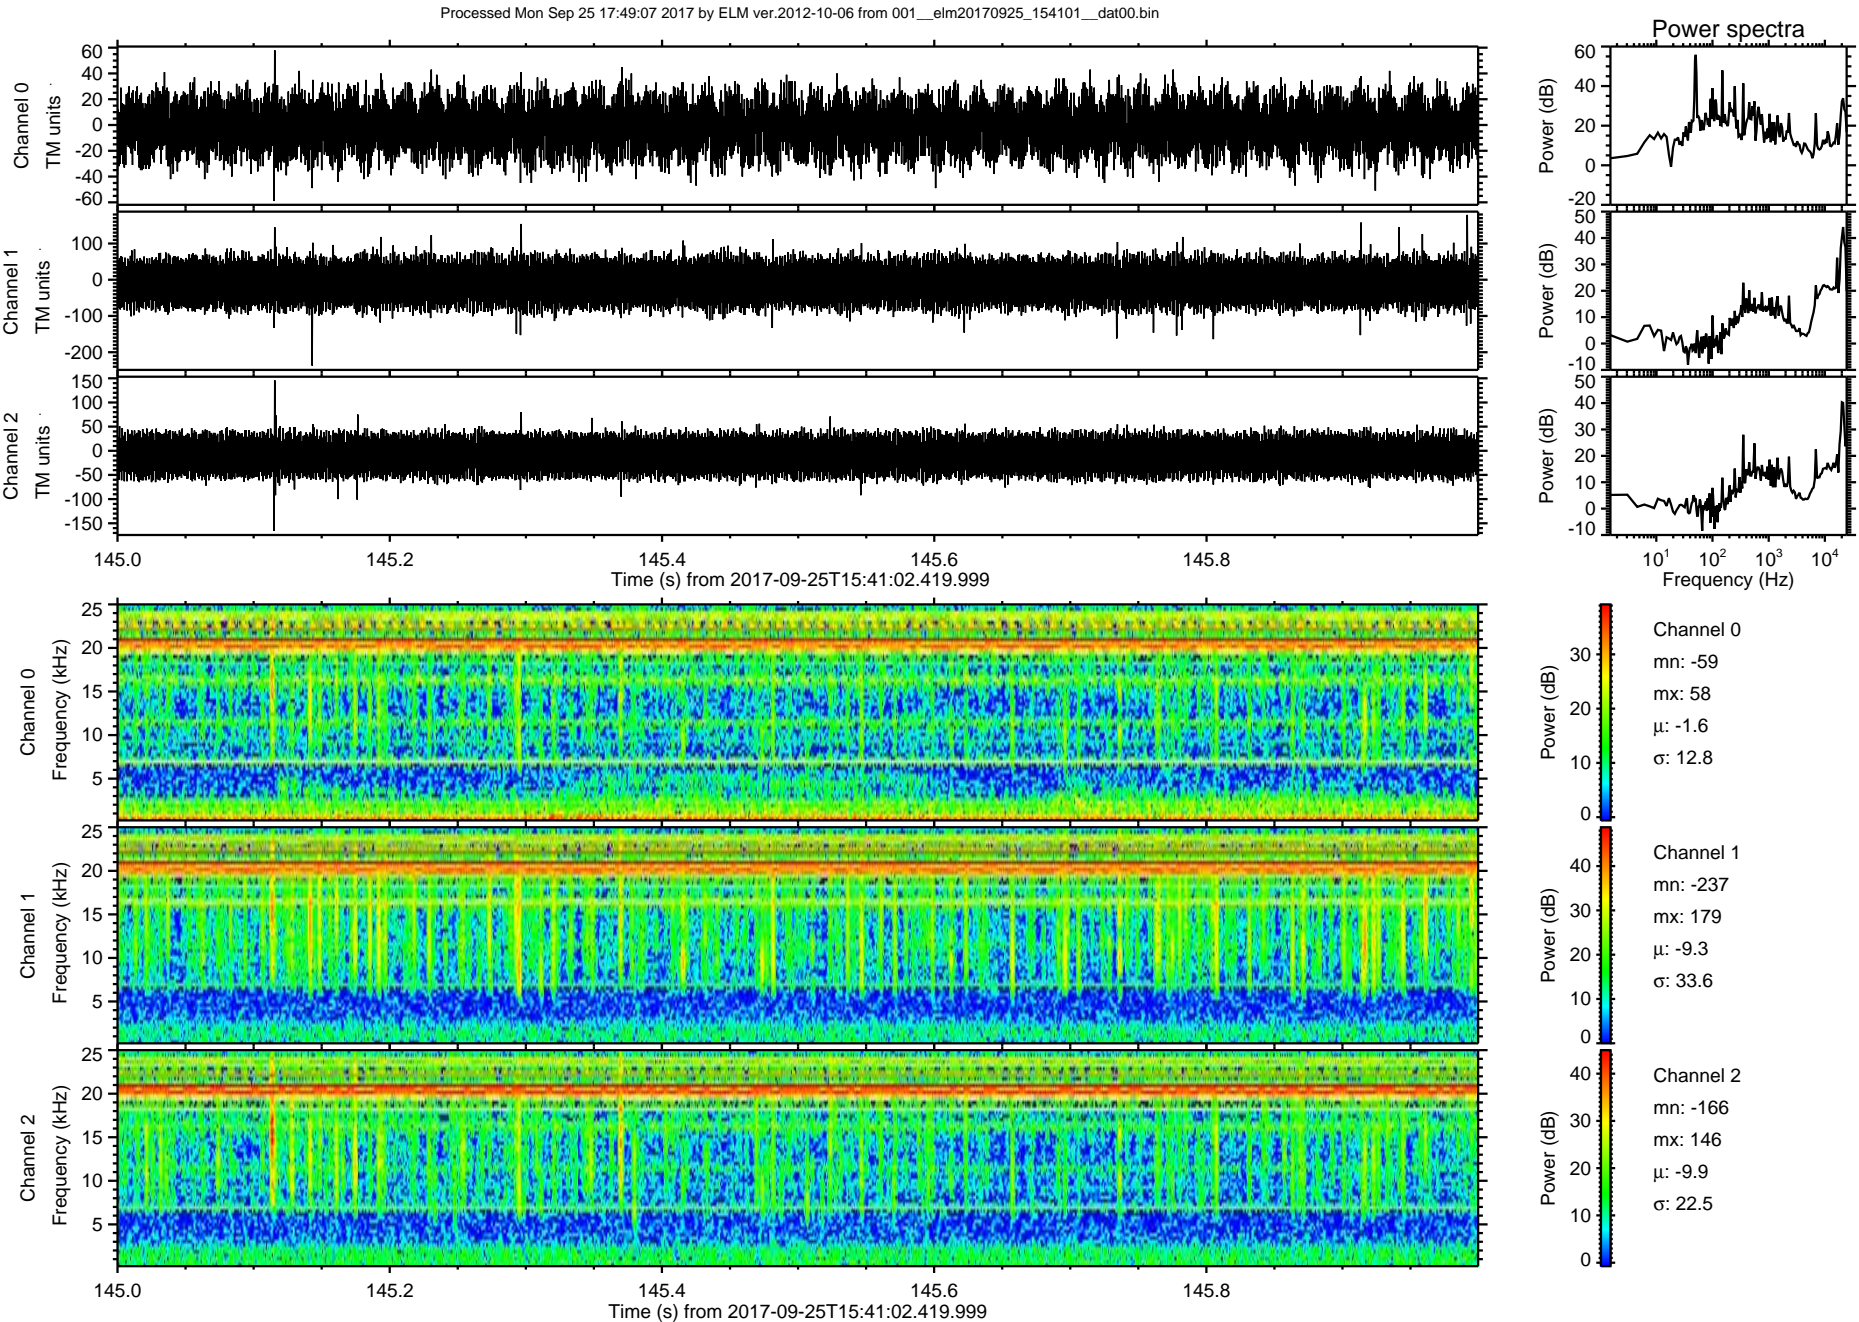 Processed Mon Sep 25 17:49:07 2017 by ELM ver.2012-10-06 from 001__elm20170925_154101__dat00.bin
Power spectra
Channel 0
TM units
60
40
20
0
-20
-40
-60
Power (dB)
60
40
20
0
-20
Channel 1
TM units
100
0
-100
-200
Power (dB)
50
40
30
20
10
0
-10
Channel 2
TM units
150
100
50
0
-50
-100
-150
Power (dB)
50
40
30
20
10
0
-10
145.0 145.2 145.4 145.6 145.8
Time (s) from 2017-09-25T15:41:02.419.999
10^1 10^2 10^3 10^4
Frequency (Hz)
Channel 0
Frequency (kHz)
25
20
15
10
5
Power (dB)
30
20
10
0
Channel 0
mn: -59
mx: 58
μ: -1.6
σ: 12.8
Channel 1
Frequency (kHz)
25
20
15
10
5
Power (dB)
40
30
20
10
0
Channel 1
mn: -237
mx: 179
μ: -9.3
σ: 33.6
Channel 2
Frequency (kHz)
25
20
15
10
5
Power (dB)
40
30
20
10
0
Channel 2
mn: -166
mx: 146
μ: -9.9
σ: 22.5
145.0 145.2 145.4 145.6 145.8
Time (s) from 2017-09-25T15:41:02.419.999